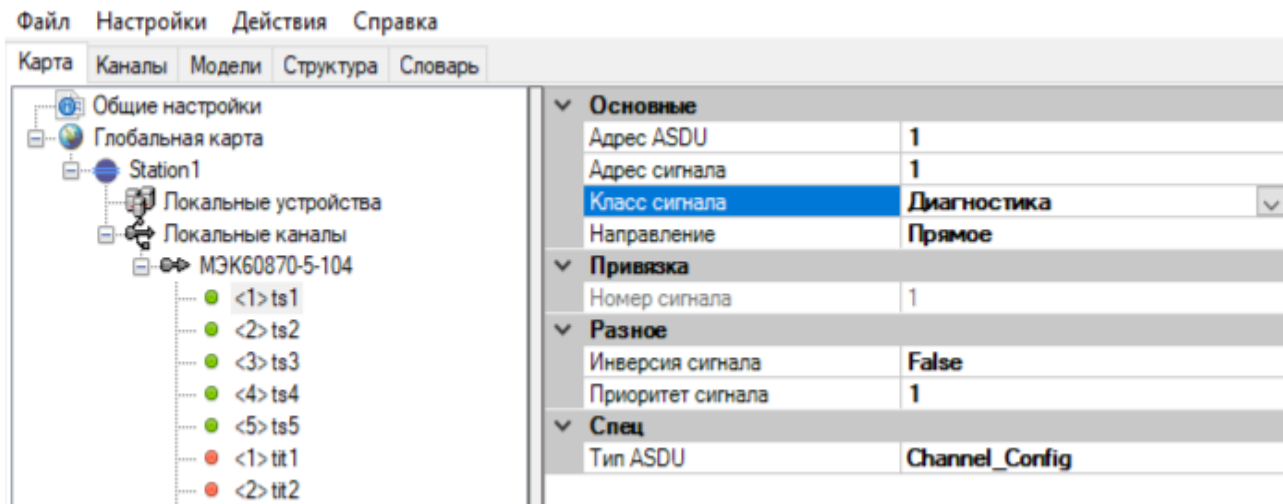 Файл Настройки Действия Справка
Карта Каналы Модели Структура Словарь
Общие настройки
Глобальная карта
Station1
Локальные устройства
Локальные каналы
МЭК60870-5-104
<1> ts1
<2> ts2
<3> ts3
<4> ts4
<5> ts5
<1> tit1
<2> tit2
Основные
Адрес ASDU 1
Адрес сигнала 1
Класс сигнала Диагностика
Направление Прямое
Привязка
Номер сигнала 1
Разное
Инверсия сигнала False
Приоритет сигнала 1
Спец
Тип ASDU Channel_Config